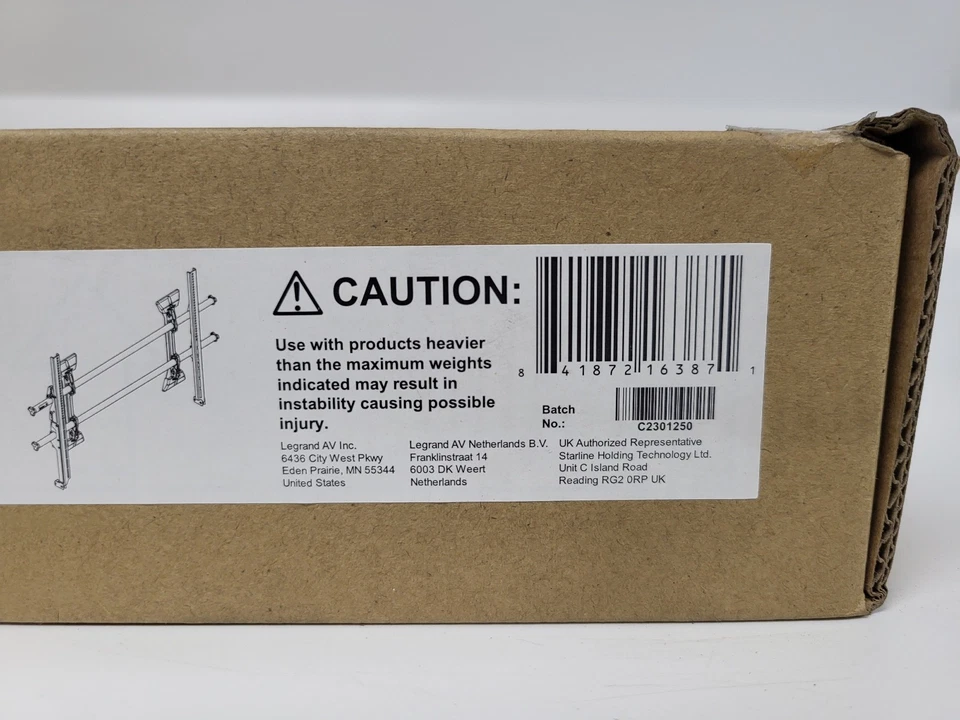 CAUTION:
Use with products heavier
than the maximum weights
indicated may result in
instability causing possible
injury.
8 41872 16387 1
Batch
No.:
C2301250
Legrand AV Inc.
6436 City West Pkwy
Eden Prairie, MN 55344
United States
Legrand AV Netherlands B.V.
Franklinstraat 14
6003 DK Weert
Netherlands
UK Authorized Representative
Starline Holding Technology Ltd.
Unit C Island Road
Reading RG2 0RP UK